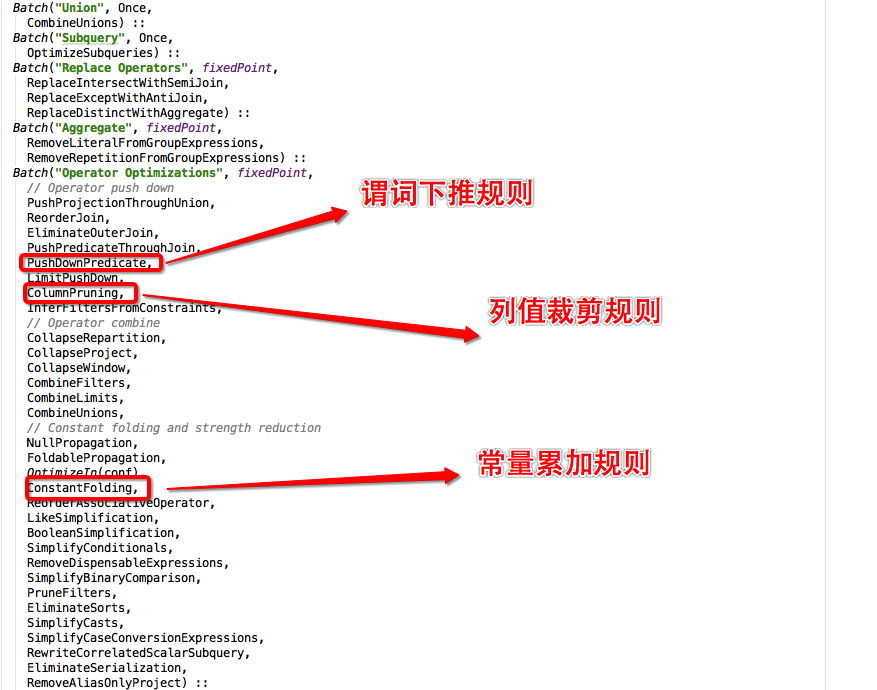 Batch("Union", Once,
CombineUnions) ::
Batch("Subquery", Once,
OptimizeSubqueries) ::
Batch("Replace Operators", fixedPoint,
ReplaceIntersectWithSemiJoin,
ReplaceExceptWithAntiJoin,
ReplaceDistinctWithAggregate) ::
Batch("Aggregate", fixedPoint,
RemoveLiteralFromGroupExpressions,
RemoveRepetitionFromGroupExpressions) ::
Batch("Operator Optimizations", fixedPoint,
// Operator push down
谓词下推规则
PushProjectionThroughUnion,
ReorderJoin,
EliminateOuterJoin,
PushPredicateThroughJoin,
PushDownPredicate,
LimitPushDown,
ColumnPruning,
列值裁剪规则
InferFiltersFromConstraints,
// Operator combine
CollapseRepartition,
CollapseProject,
CollapseWindow,
CombineFilters,
CombineLimits,
CombineUnions,
// Constant folding and strength reduction
NullPropagation,
FoldablePropagation,
常量累加规则
OptimizeIn(conf),
ConstantFolding,
ReorderAssociativeOperator,
LikeSimplification,
BooleanSimplification,
SimplifyConditionals,
RemoveDispensableExpressions,
SimplifyBinaryComparison,
PruneFilters,
EliminateSorts,
SimplifyCasts,
SimplifyCaseConversionExpressions,
RewriteCorrelatedScalarSubquery,
EliminateSerialization,
RemoveAliasOnlyProject) ::